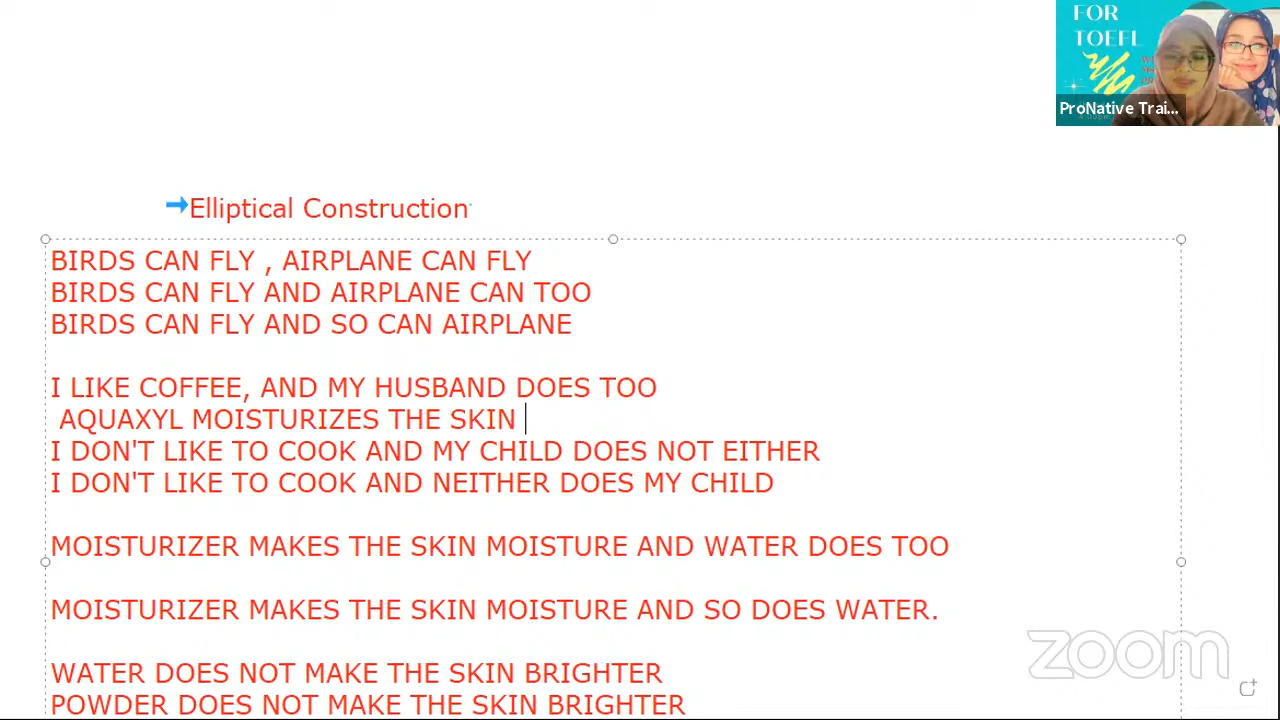 FOR
TOEFL
ProNative Trai...
Elliptical Construction
BIRDS CAN FLY , AIRPLANE CAN FLY
BIRDS CAN FLY AND AIRPLANE CAN TOO
BIRDS CAN FLY AND SO CAN AIRPLANE
I LIKE COFFEE, AND MY HUSBAND DOES TOO
AQUAXYL MOISTURIZES THE SKIN
I DON'T LIKE TO COOK AND MY CHILD DOES NOT EITHER
I DON'T LIKE TO COOK AND NEITHER DOES MY CHILD
MOISTURIZER MAKES THE SKIN MOISTURE AND WATER DOES TOO
MOISTURIZER MAKES THE SKIN MOISTURE AND SO DOES WATER.
WATER DOES NOT MAKE THE SKIN BRIGHTER
POWDER DOES NOT MAKE THE SKIN BRIGHTER
zoom